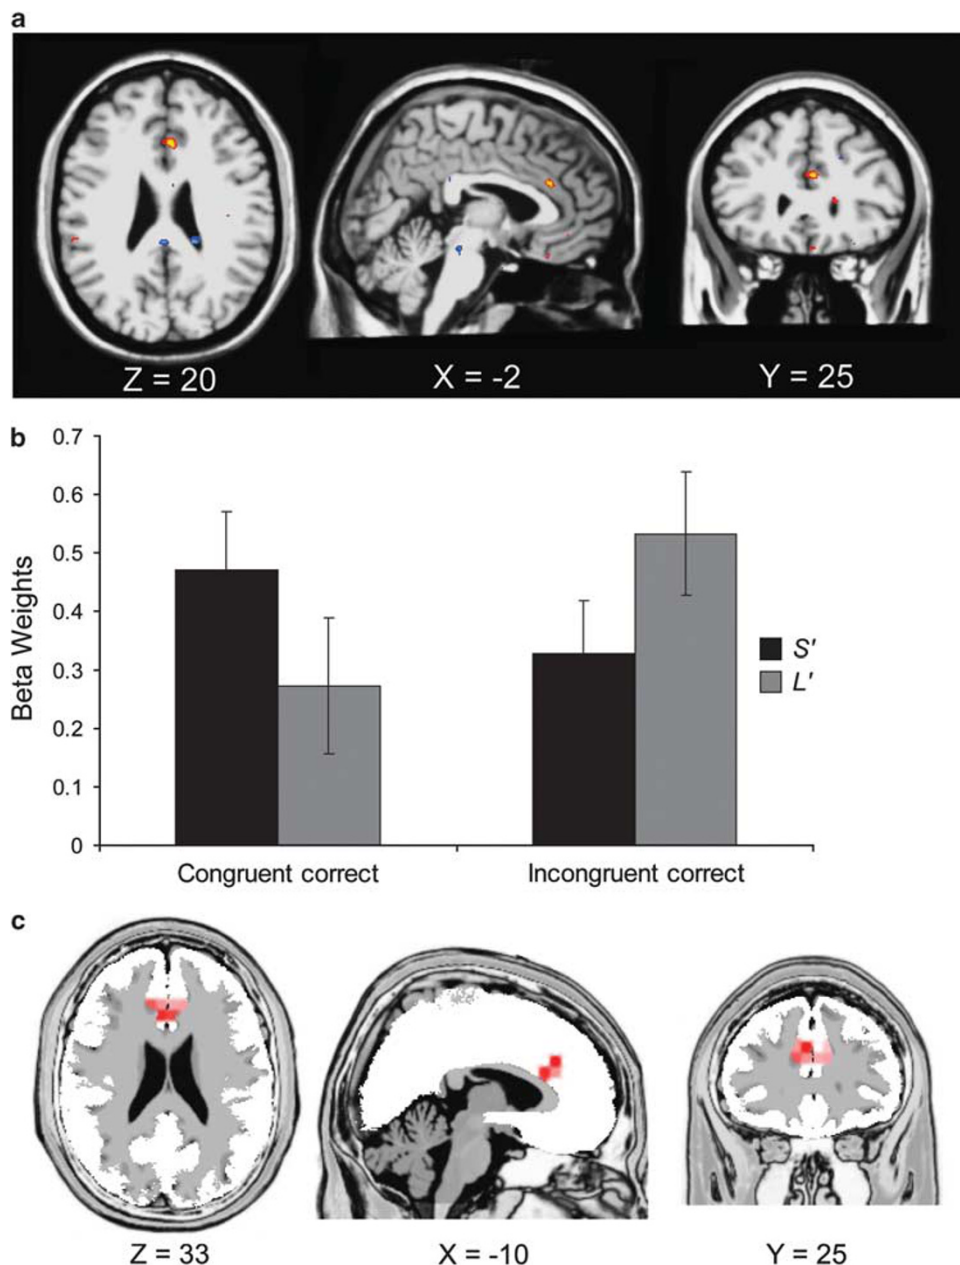 a
Z = 20
X = -2
Y = 25
b
0.7
0.6
0.5
0.4
0.3
0.2
0.1
0
Beta Weights
Congruent correct
Incongruent correct
S'
L'
c
Z = 33
X = -10
Y = 25